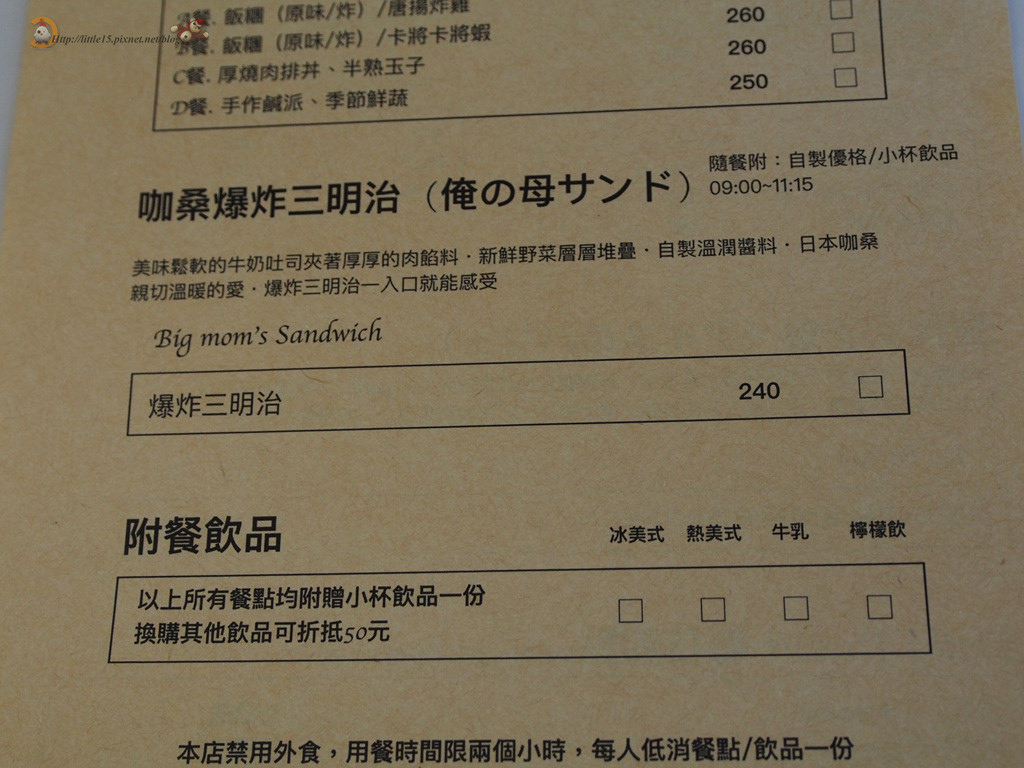 Http://little15.pixnet.net/blog
A餐. 飯糰（原味/炸）/唐揚炸雞
B餐. 飯糰（原味/炸）/卡將卡將蝦 260
C餐. 厚燒肉排丼、半熟玉子 260
D餐. 手作鹹派、季節鮮蔬 250
咖桑爆炸三明治（俺の母サンド）
隨餐附：自製優格/小杯飲品
09:00~11:15
美味鬆軟的牛奶吐司夾著厚厚的肉餡料．新鮮野菜層層堆疊．自製溫潤醬料．日本咖桑
親切溫暖的愛．爆炸三明治一入口就能感受
Big mom's Sandwich
爆炸三明治 240
附餐飲品
冰美式 熱美式 牛乳 檸檬飲
以上所有餐點均附贈小杯飲品一份
換購其他飲品可折抵50元
本店禁用外食，用餐時間限兩個小時，每人低消餐點/飲品一份